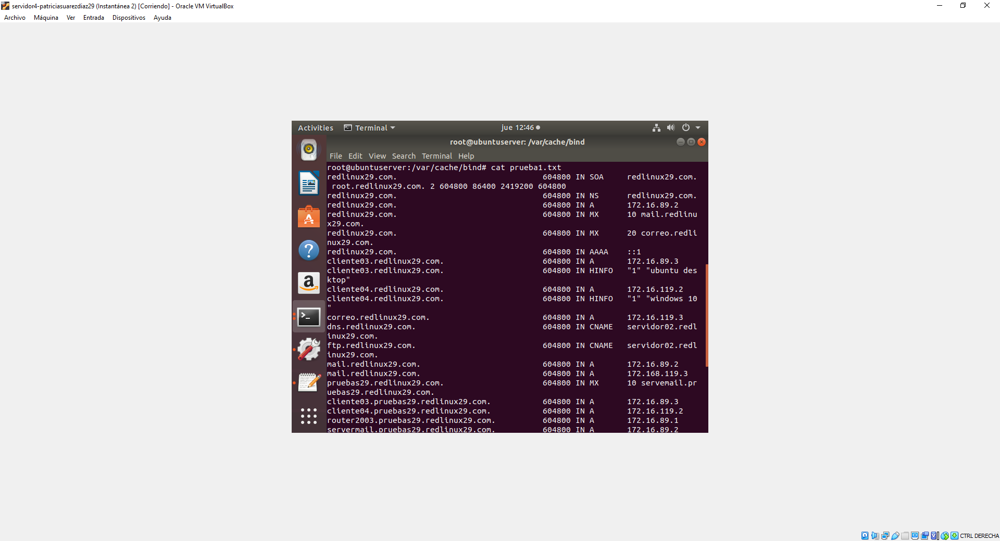 servidor4-patriciasuarezdiaz29 (Instantánea 2) [Corriendo] - Oracle VM VirtualBox
Archivo Máquina Ver Entrada Dispositivos Ayuda
Activities Terminal jue 12:46
root@ubuntuserver: /var/cache/bind
File Edit View Search Terminal Help
root@ubuntuserver:/var/cache/bind# cat prueba1.txt
redlinux29.com. 604800 IN SOA redlinux29.com.
root.redlinux29.com. 2 604800 86400 2419200 604800
redlinux29.com. 604800 IN NS redlinux29.com.
redlinux29.com. 604800 IN A 172.16.89.2
redlinux29.com. 604800 IN MX 10 mail.redlinu
x29.com.
redlinux29.com. 604800 IN MX 20 correo.redli
nux29.com.
redlinux29.com. 604800 IN AAAA ::1
cliente03.redlinux29.com. 604800 IN A 172.16.89.3
cliente03.redlinux29.com. 604800 IN HINFO "1" "ubuntu des
ktop"
cliente04.redlinux29.com. 604800 IN A 172.16.119.2
cliente04.redlinux29.com. 604800 IN HINFO "1" "windows 10
"
correo.redlinux29.com. 604800 IN A 172.16.119.3
dns.redlinux29.com. 604800 IN CNAME servidor02.redl
inux29.com.
ftp.redlinux29.com. 604800 IN CNAME servidor02.redl
inux29.com.
mail.redlinux29.com. 604800 IN A 172.16.89.2
mail.redlinux29.com. 604800 IN A 172.168.119.3
pruebas29.redlinux29.com. 604800 IN MX 10 servemail.pr
uebas29.redlinux29.com.
cliente03.pruebas29.redlinux29.com. 604800 IN A 172.16.89.3
cliente04.pruebas29.redlinux29.com. 604800 IN A 172.16.119.2
router2003.pruebas29.redlinux29.com. 604800 IN A 172.16.89.1
servermail.pruebas29.redlinux29.com. 604800 IN A 172.16.89.2
CTRL DERECHA